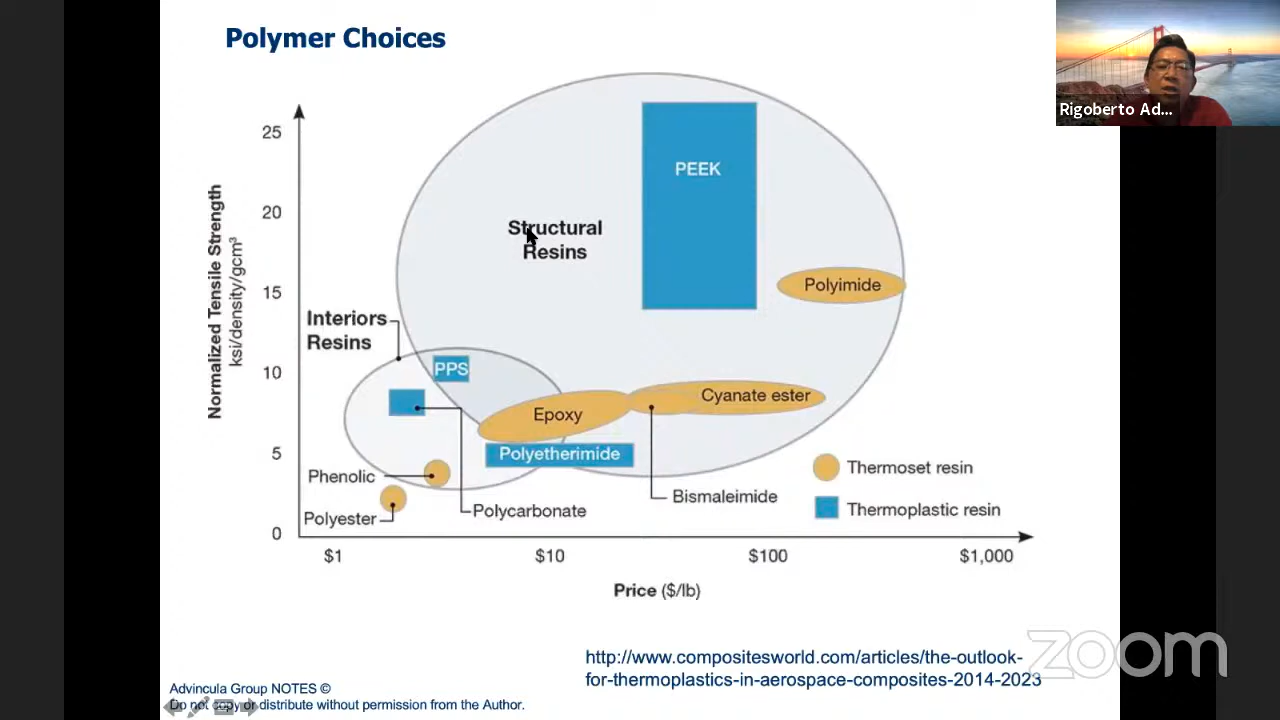 Polymer Choices
Rigoberto Ad...
Normalized Tensile Strength
ksi/density/gcm³
25
20
15
10
5
0
PEEK
Structural
Resins
Polyimide
Interiors
Resins
PPS
Cyanate ester
Epoxy
Polyetherimide
Phenolic
Thermoset resin
Bismaleimide
Polycarbonate
Thermoplastic resin
Polyester
$1
$10
$100
$1,000
Price ($/lb)
http://www.compositesworld.com/articles/the-outlook-
for-thermoplastics-in-aerospace-composites-2014-2023
zoom
Advincula Group NOTES ©
Do not copy or distribute without permission from the Author.